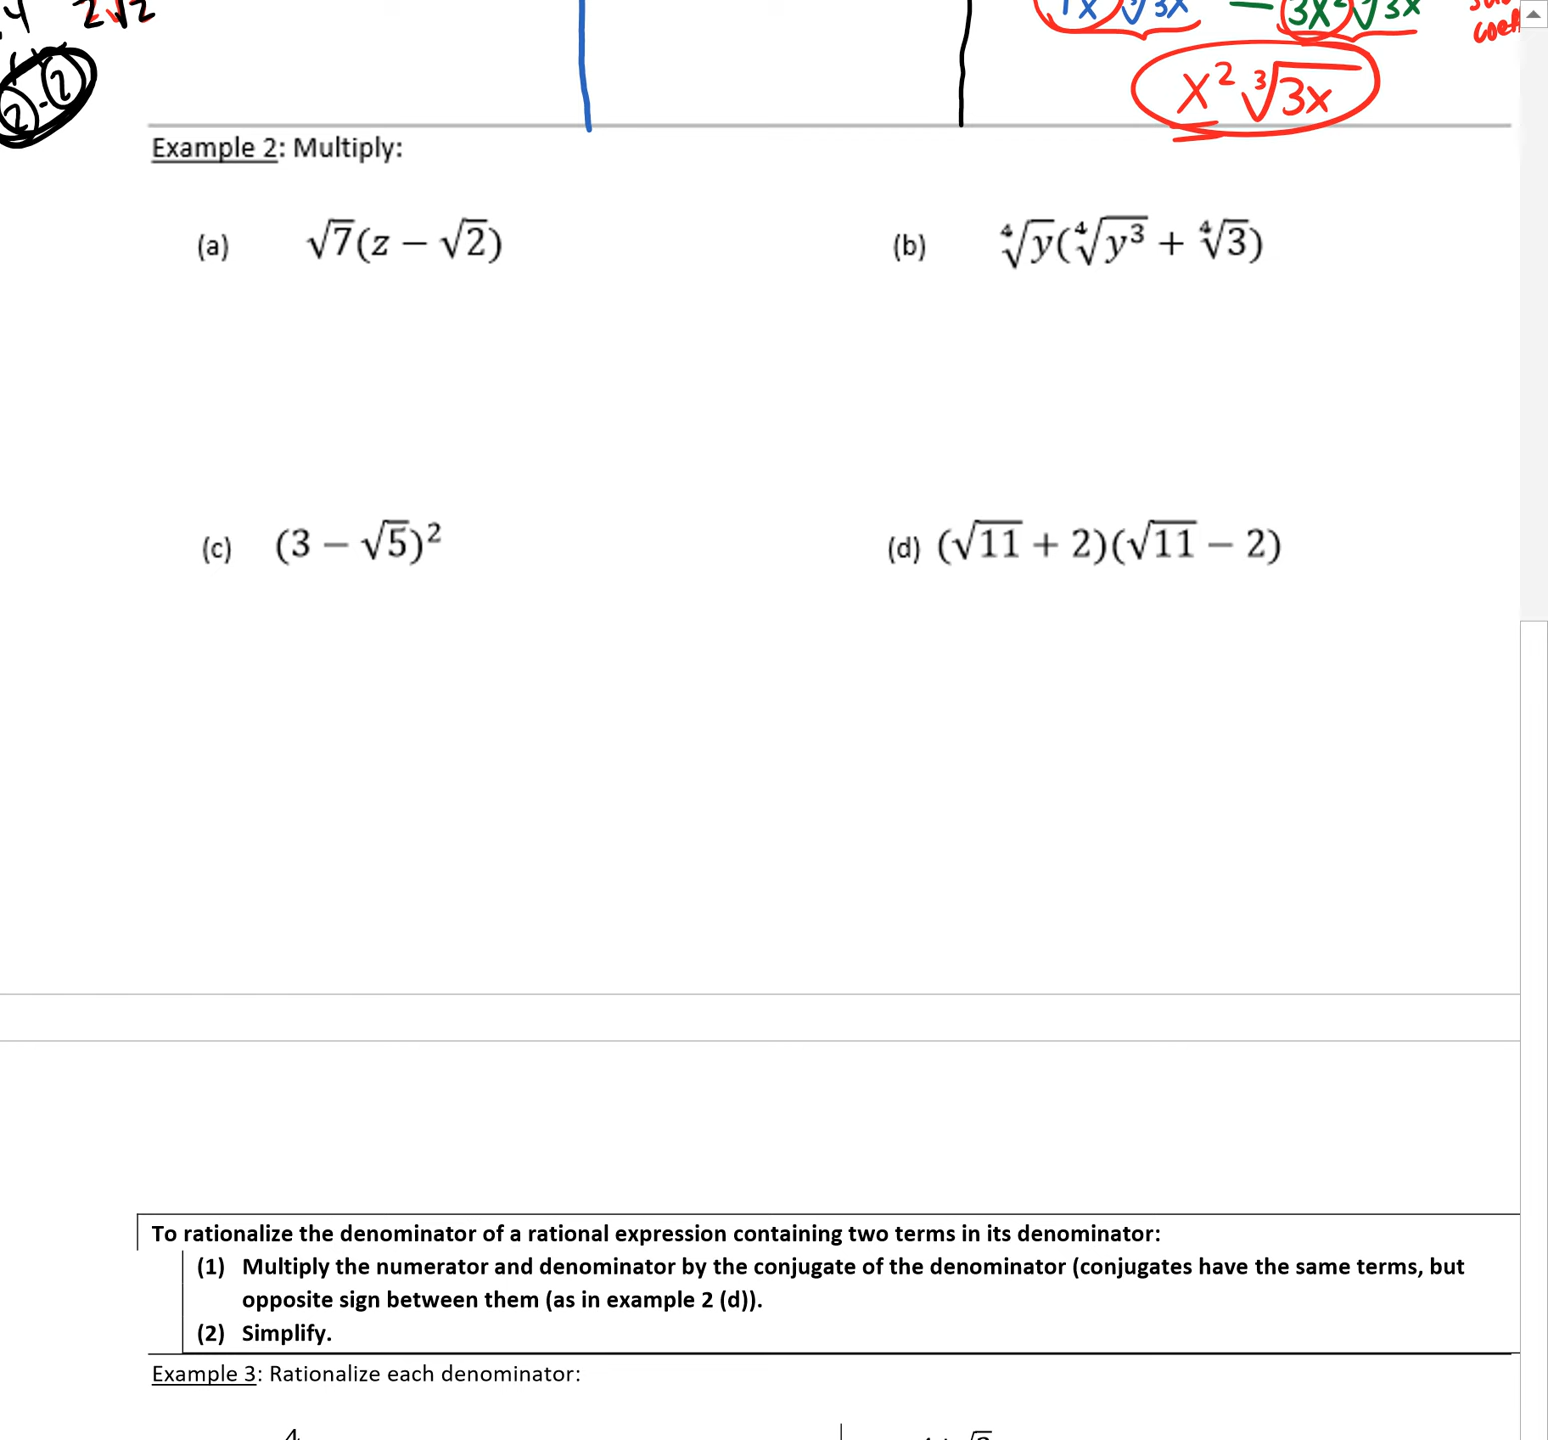 2√2
x² ∛3x
Example 2: Multiply:
(a) √7(z − √2)
(b) ∜y(∜y³ + ∜3)
(c) (3 − √5)²
(d) (√11 + 2)(√11 − 2)
To rationalize the denominator of a rational expression containing two terms in its denominator:
(1) Multiply the numerator and denominator by the conjugate of the denominator (conjugates have the same terms, but
opposite sign between them (as in example 2 (d)).
(2) Simplify.
Example 3: Rationalize each denominator: